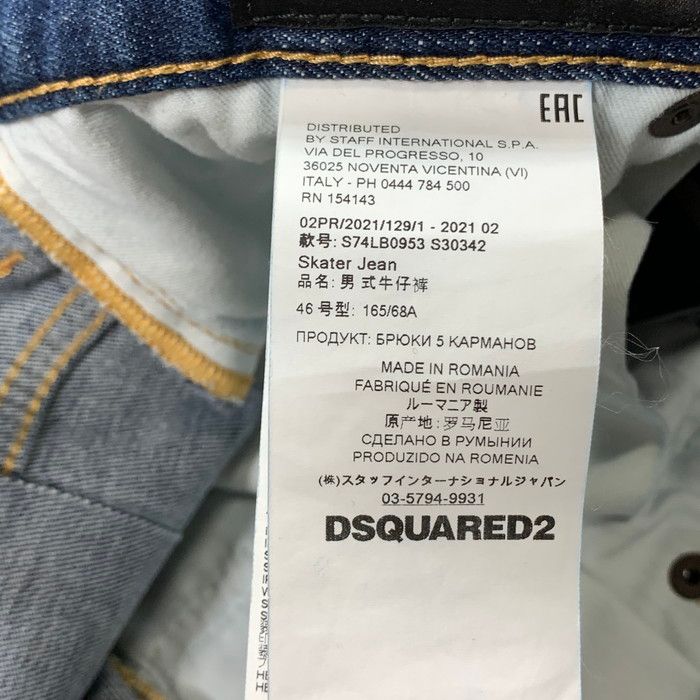 EAC
DISTRIBUTED
BY STAFF INTERNATIONAL S.P.A.
VIA DEL PROGRESSO, 10
36025 NOVENTA VICENTINA (VI)
ITALY - PH 0444 784 500
RN 154143
02PR/2021/129/1 - 2021 02
款号: S74LB0953 S30342
Skater Jean
品名: 男 式牛仔裤
46 号型: 165/68A
ПРОДУКТ: БРЮКИ 5 КАРМАНОВ
MADE IN ROMANIA
FABRIQUÉ EN ROUMANIE
ルーマニア製
原产地: 罗马尼亚
СДЕЛАНО В РУМЫНИИ
PRODUZIDO NA ROMENIA
(株)スタッフインターナショナルジャパン
03-5794-9931
DSQUARED2